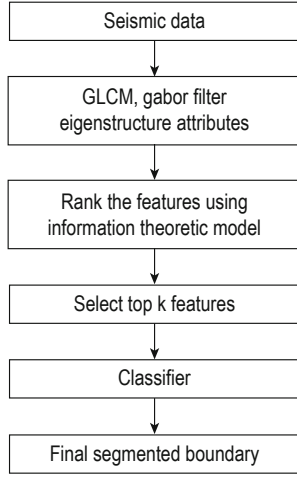 Seismic data
GLCM, gabor filter
eigenstructure attributes
Rank the features using
information theoretic model
Select top k features
Classifier
Final segmented boundary